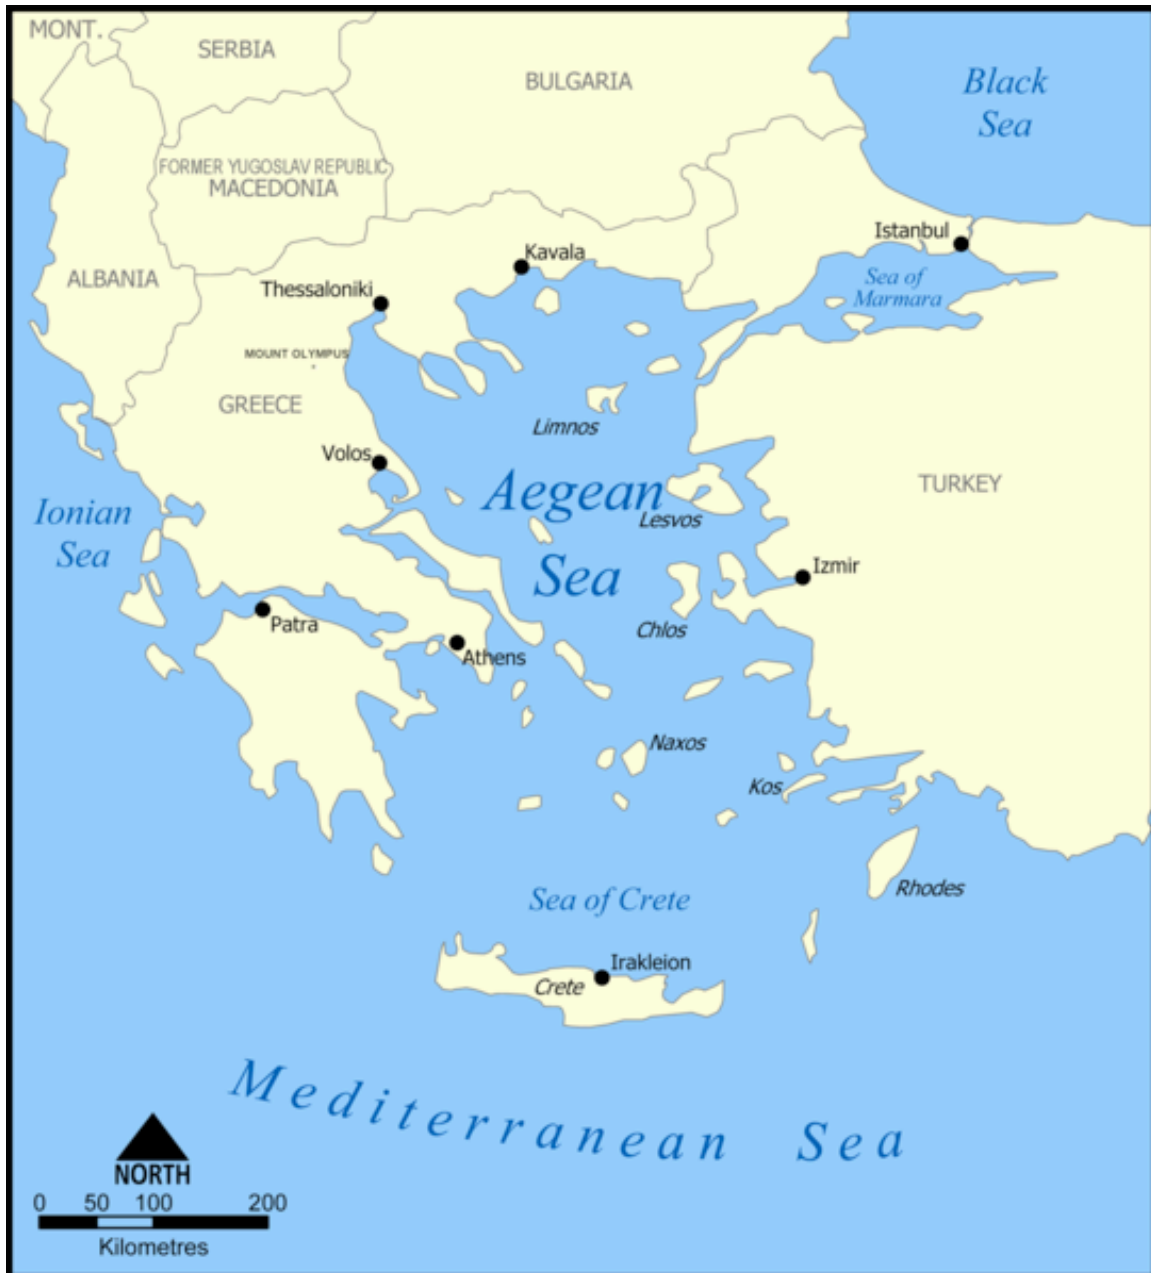 MONT.
SERBIA
BULGARIA
Black
Sea
FORMER YUGOSLAV REPUBLIC
MACEDONIA
Istanbul
Kavala
ALBANIA
Sea of
Marmara
Thessaloniki
MOUNT OLYMPUS
GREECE
Limnos
Volos
Aegean
Sea
TURKEY
Lesvos
Ionian
Sea
Izmir
Patra
Chlos
Athens
Naxos
Kos
Rhodes
Sea of Crete
Irakleion
Crete
Mediterranean Sea
NORTH
0 50 100 200
Kilometres